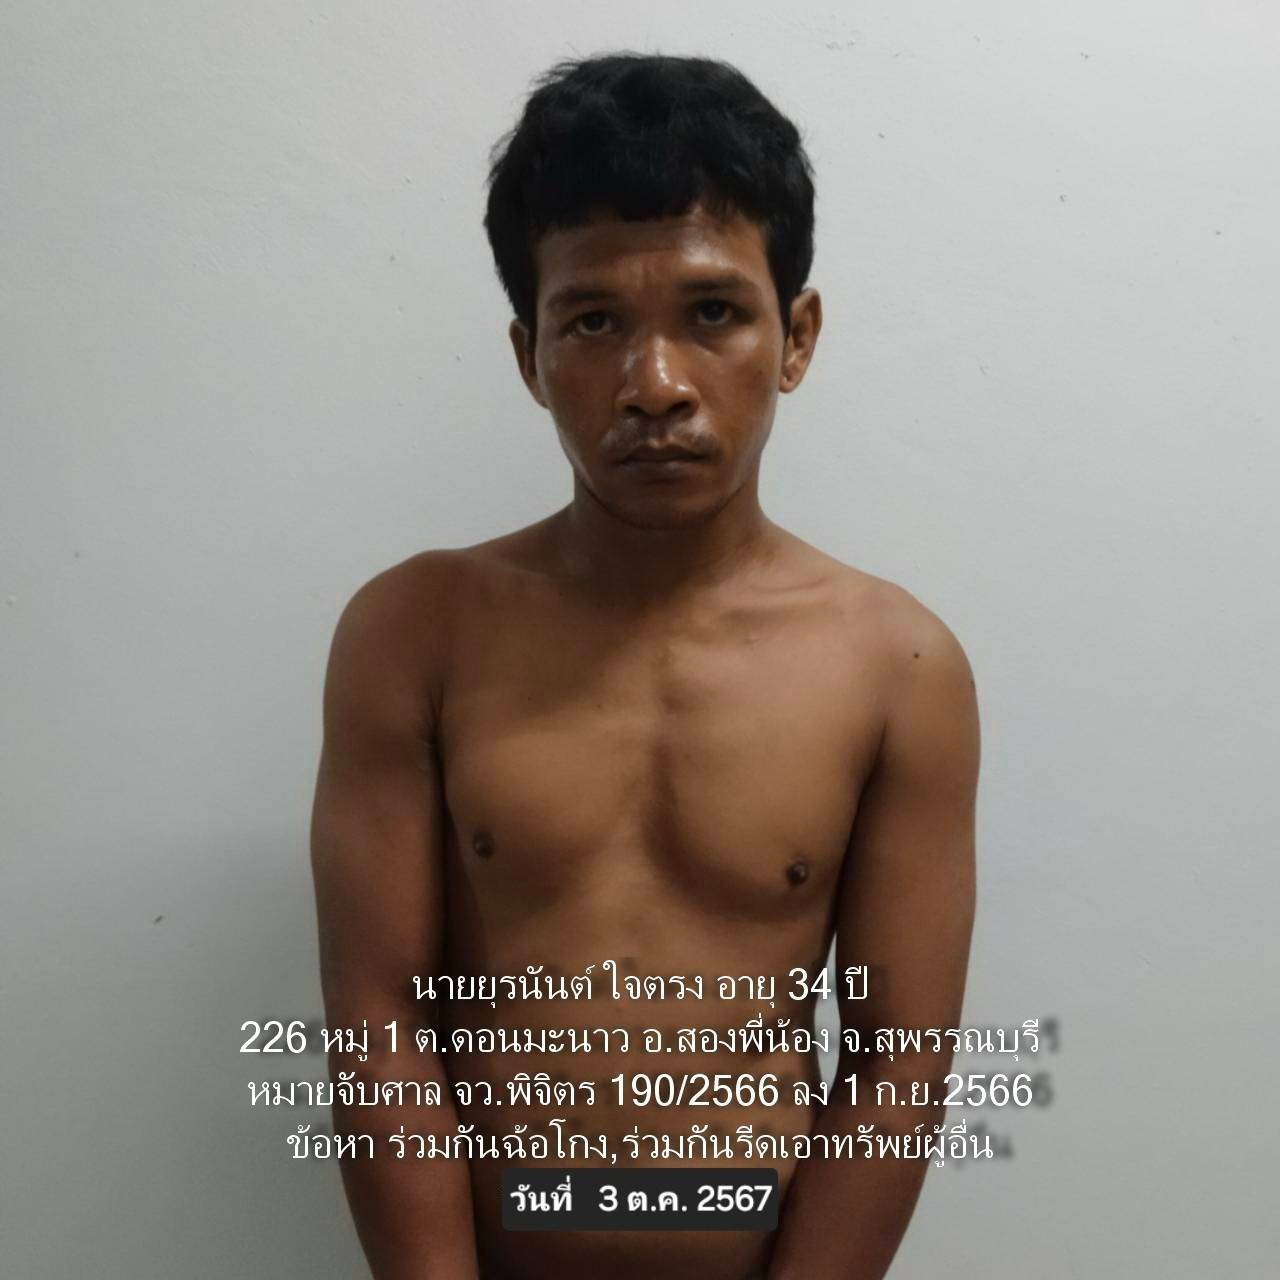 นายยุรนันต์ ใจตรง อายุ 34 ปี
226 หมู่ 1 ต.ดอนมะนาว อ.สองพี่น้อง จ.สุพรรณบุรี
หมายจับศาล จว.พิจิตร 190/2566 ลง 1 ก.ย.2566
ข้อหา ร่วมกันฉ้อโกง,ร่วมกันรีดเอาทรัพย์ผู้อื่น
วันที่ 3 ต.ค. 2567